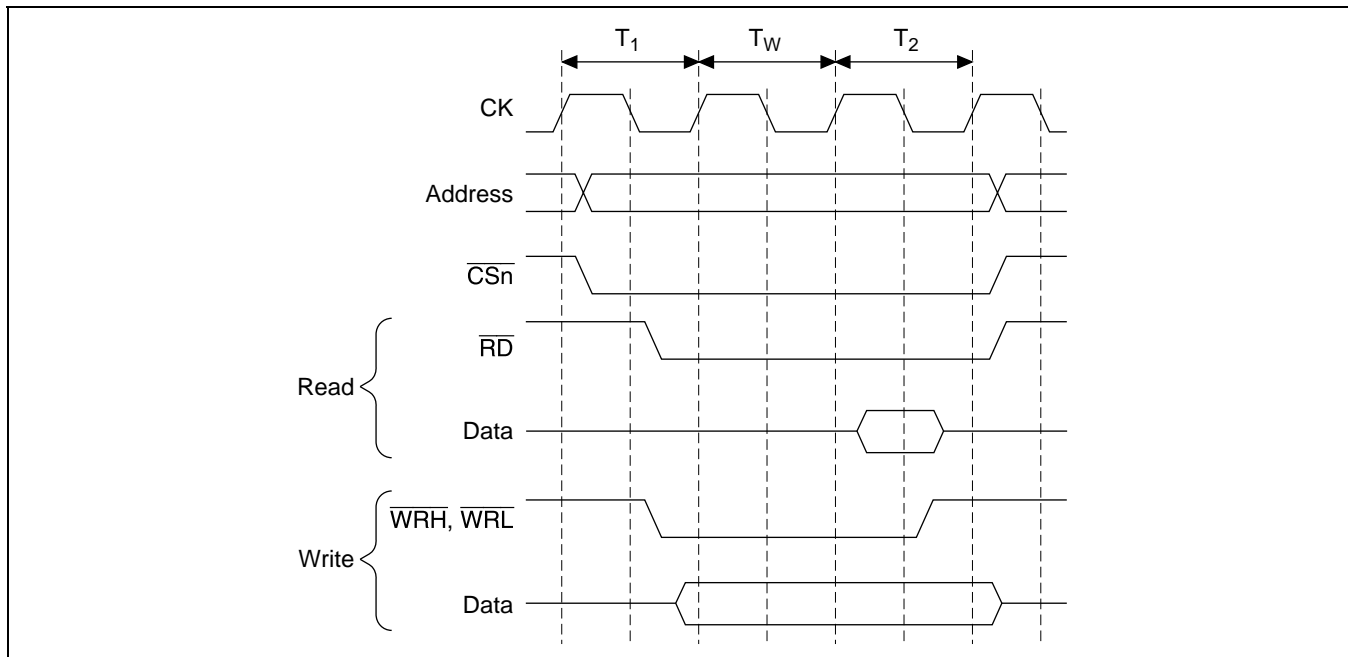 T1 TW T2
CK
Address
CSn
RD
Read
Data
WRH, WRL
Write
Data